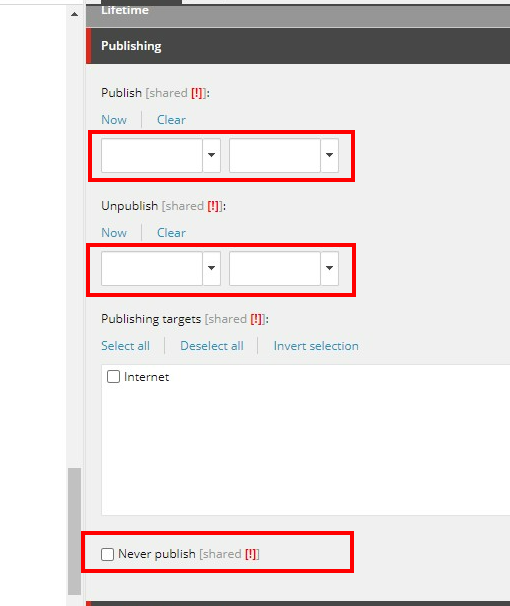 Lifetime
Publishing
Publish [shared [!]]:
Now Clear
Unpublish [shared [!]]:
Now Clear
Publishing targets [shared [!]]:
Select all Deselect all Invert selection
Internet
Never publish [shared [!]]